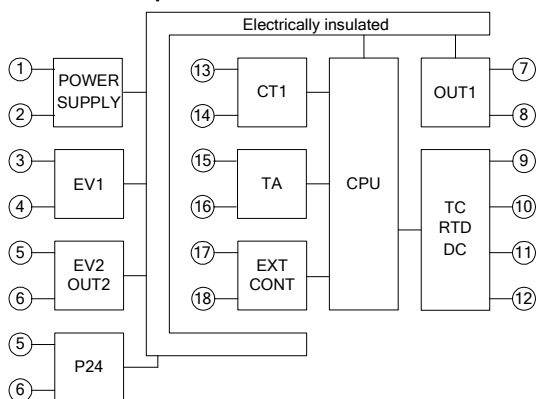 Electrically insulated
1
POWER
SUPPLY
2
3
EV1
4
5
EV2
OUT2
6
5
P24
6
13
CT1
14
15
TA
16
17
EXT
CONT
18
CPU
7
OUT1
8
9
TC
10
RTD
DC
11
12